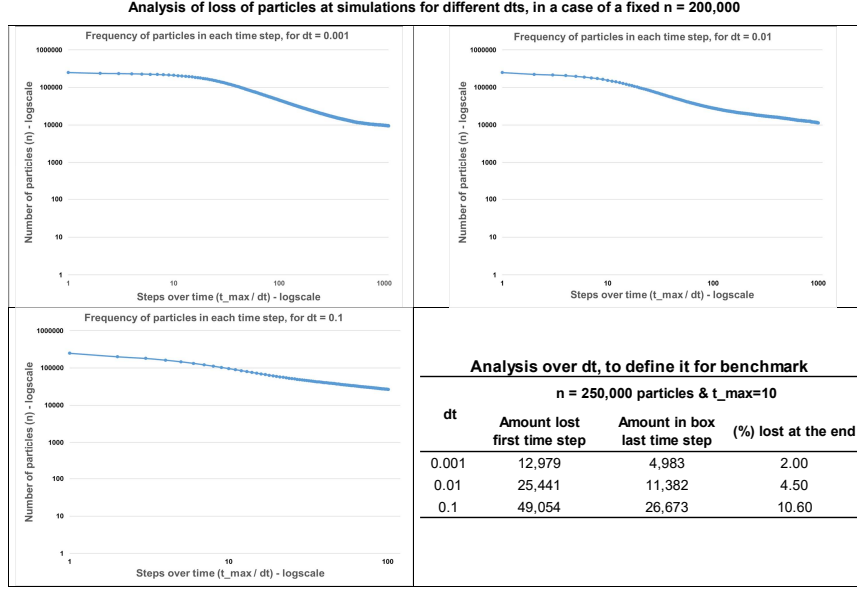 Analysis of loss of particles at simulations for different dts, in a case of a fixed n = 200,000
Frequency of particles in each time step, for dt = 0.001
Number of particles (n) - logscale
1000000
100000
10000
1000
100
10
1
1 10 100 1000
Steps over time (t_max / dt) - logscale
Frequency of particles in each time step, for dt = 0.01
Number of particles (n) - logscale
1000000
100000
10000
1000
100
10
1
1 10 100 1000
Steps over time (t_max / dt) - logscale
Frequency of particles in each time step, for dt = 0.1
Number of particles (n) - logscale
1000000
100000
10000
1000
100
10
1
1 10 100
Steps over time (t_max / dt) - logscale
Analysis over dt, to define it for benchmark
n = 250,000 particles & t_max=10
dt
Amount lost first time step
Amount in box last time step
(%) lost at the end
0.001 12,979 4,983 2.00
0.01 25,441 11,382 4.50
0.1 49,054 26,673 10.60